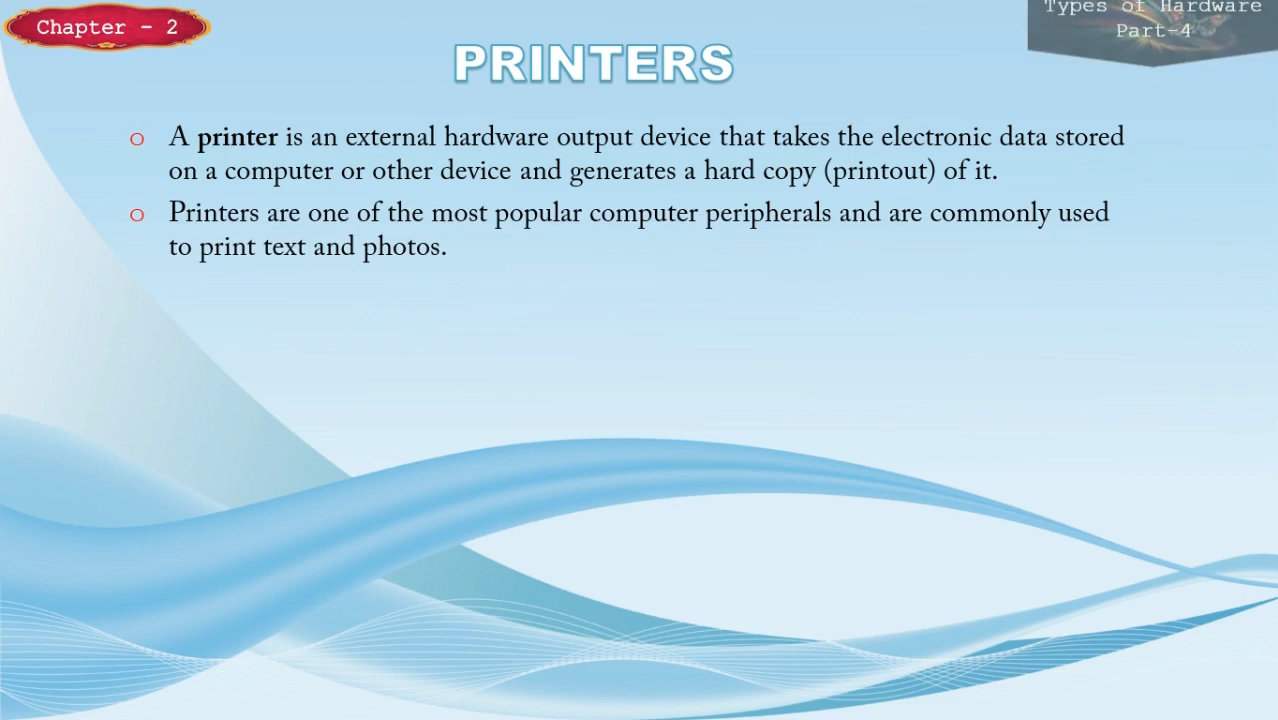 Chapter - 2
Types of Hardware
Part-4
PRINTERS
o A printer is an external hardware output device that takes the electronic data stored
on a computer or other device and generates a hard copy (printout) of it.
o Printers are one of the most popular computer peripherals and are commonly used
to print text and photos.